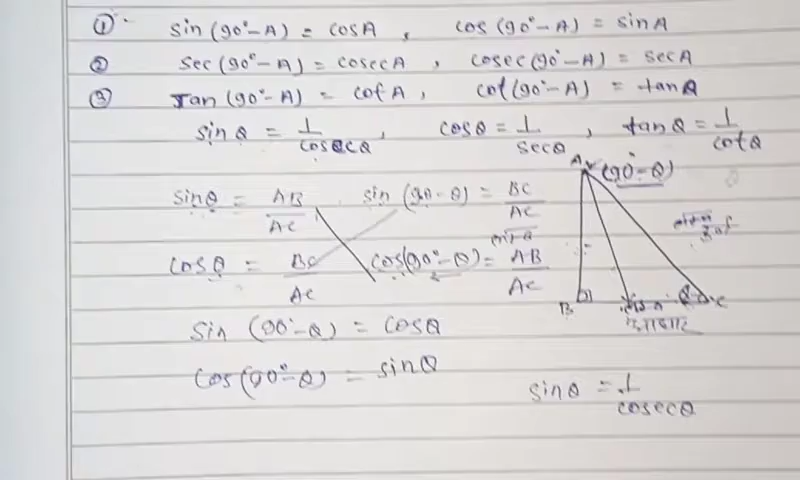 ① sin(90°-A) = cosA, cos(90°-A) = sinA
② sec(90°-A) = cosecA, cosec(90°-A) = secA
③ Tan(90°-A) = cotA, cot(90°-A) = tanθ
sinθ = 1/cosecθ, cosθ = 1/secθ, tanθ = 1/cotθ
A (90°-θ)
sinθ = AB/AC sin(90-θ) = BC/AC
cosθ = BC/AC cos(90°-θ) = AB/AC
B θ C
आधार
Sin(90°-θ) = cosθ
cos(90°-θ) = sinθ
sinθ = 1/cosecθ